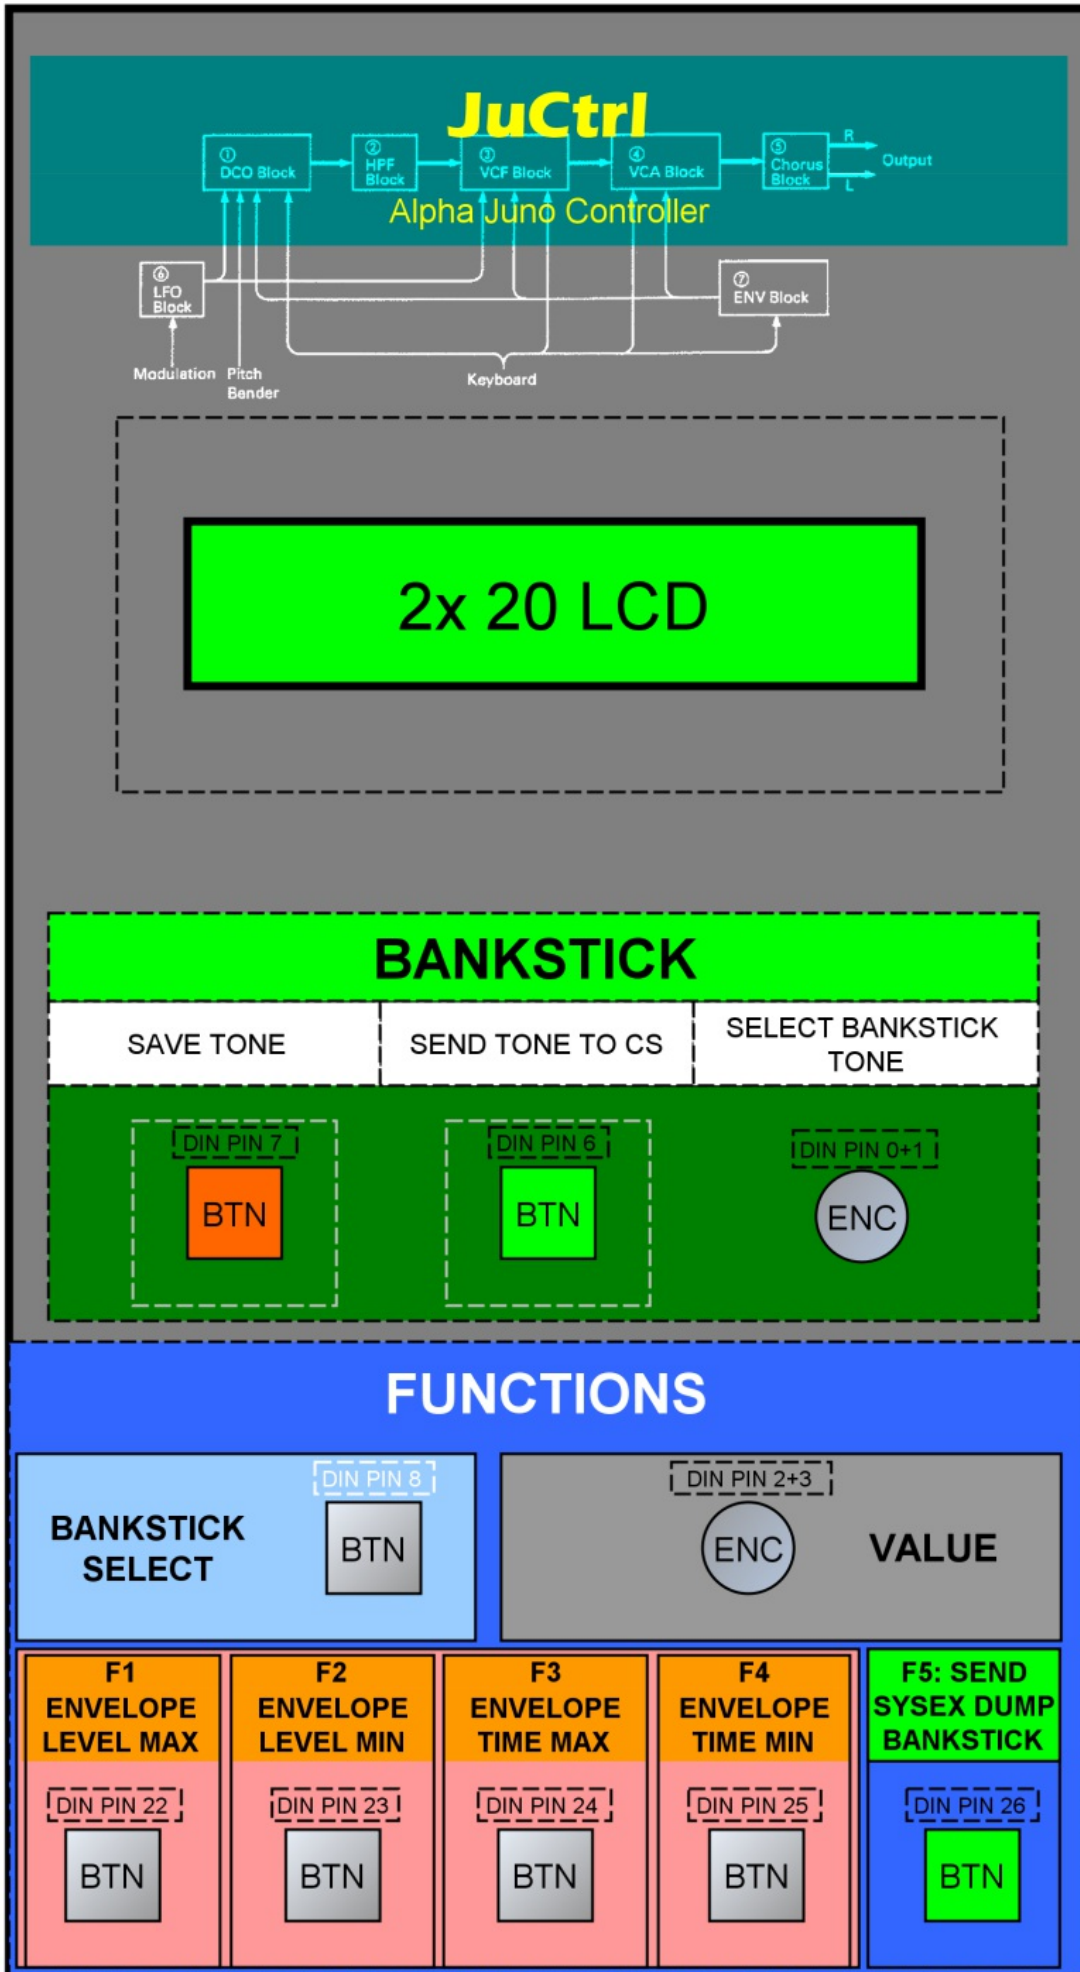 JuCtrl
① DCO Block
② HPF Block
③ VCF Block
④ VCA Block
⑤ Chorus Block
R
L
Output
Alpha Juno Controller
⑥ LFO Block
⑦ ENV Block
Modulation
Pitch Bender
Keyboard
2x 20 LCD
BANKSTICK
SAVE TONE
SEND TONE TO CS
SELECT BANKSTICK
TONE
DIN PIN 7
BTN
DIN PIN 6
BTN
DIN PIN 0+1
ENC
FUNCTIONS
BANKSTICK
SELECT
DIN PIN 8
BTN
DIN PIN 2+3
ENC
VALUE
F1
ENVELOPE
LEVEL MAX
DIN PIN 22
BTN
F2
ENVELOPE
LEVEL MIN
DIN PIN 23
BTN
F3
ENVELOPE
TIME MAX
DIN PIN 24
BTN
F4
ENVELOPE
TIME MIN
DIN PIN 25
BTN
F5: SEND
SYSEX DUMP
BANKSTICK
DIN PIN 26
BTN